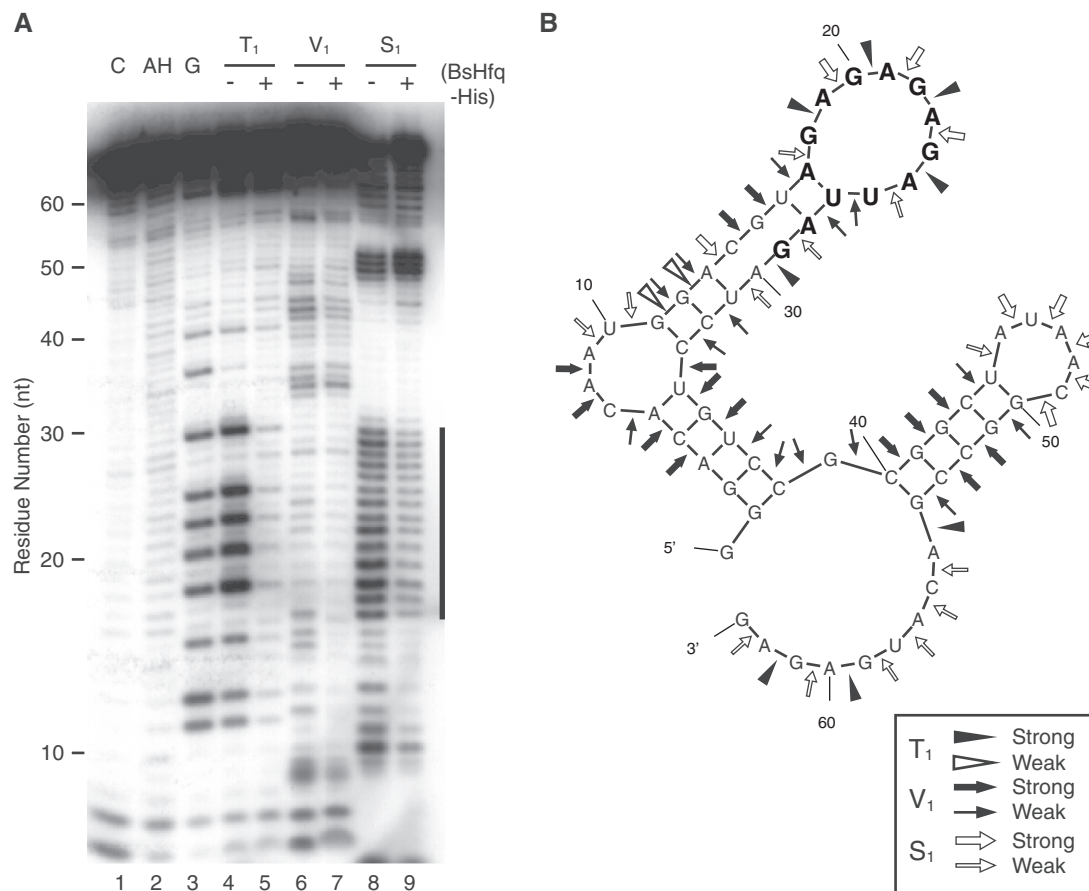 A
B
C AH G T1 V1 S1
- + - + - + (BsHfq
-His)
Residue Number (nt)
60
50
40
30
20
10
1 2 3 4 5 6 7 8 9
5'
G G G A C A C A A U G G A C G U A G A G A G A G A U U A G A U C C U G U C C G C G G C U A U A A C G G C C G A C A U G A G A G
3'
10
20
30
40
50
60
T1 Strong
Weak
V1 Strong
Weak
S1 Strong
Weak